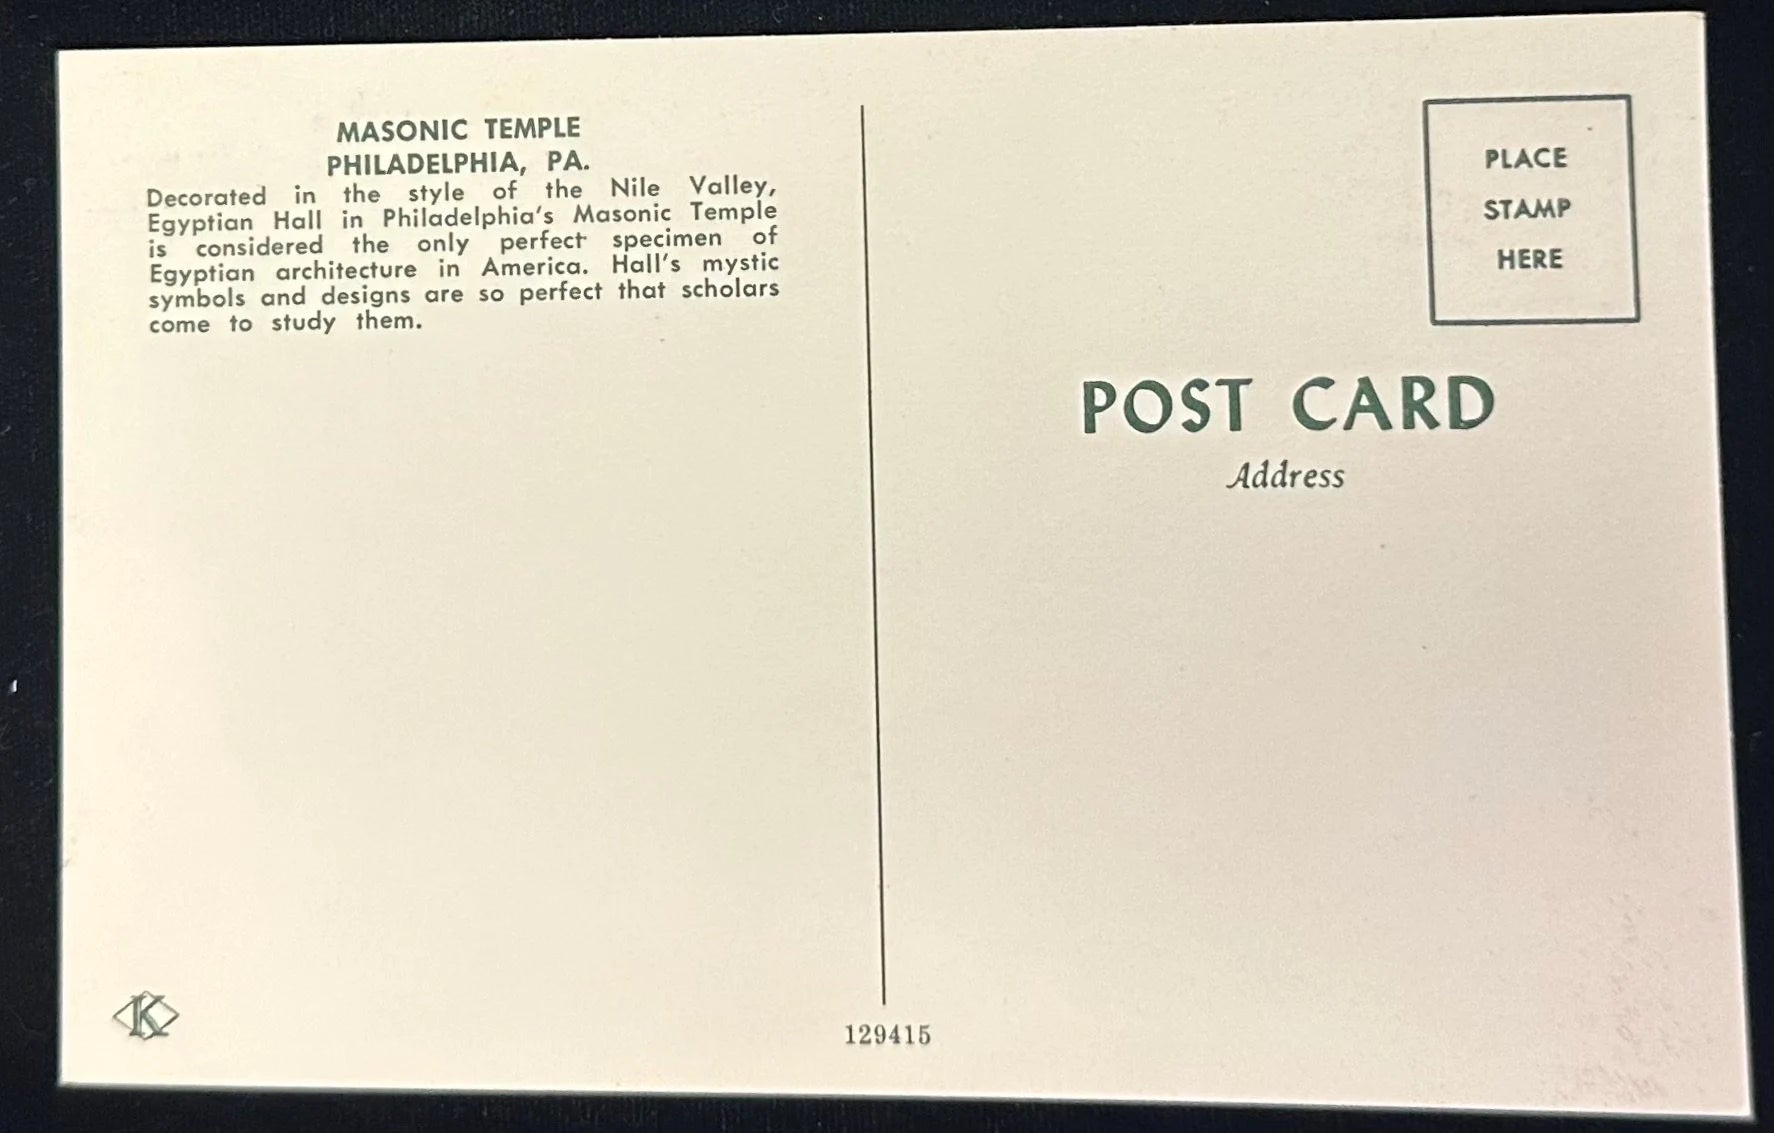 MASONIC TEMPLE
PHILADELPHIA, PA.
Decorated in the style of the Nile Valley,
Egyptian Hall in Philadelphia's Masonic Temple
is considered the only perfect specimen of
Egyptian architecture in America. Hall's mystic
symbols and designs are so perfect that scholars
come to study them.
K
129415
PLACE
STAMP
HERE
POST CARD
Address